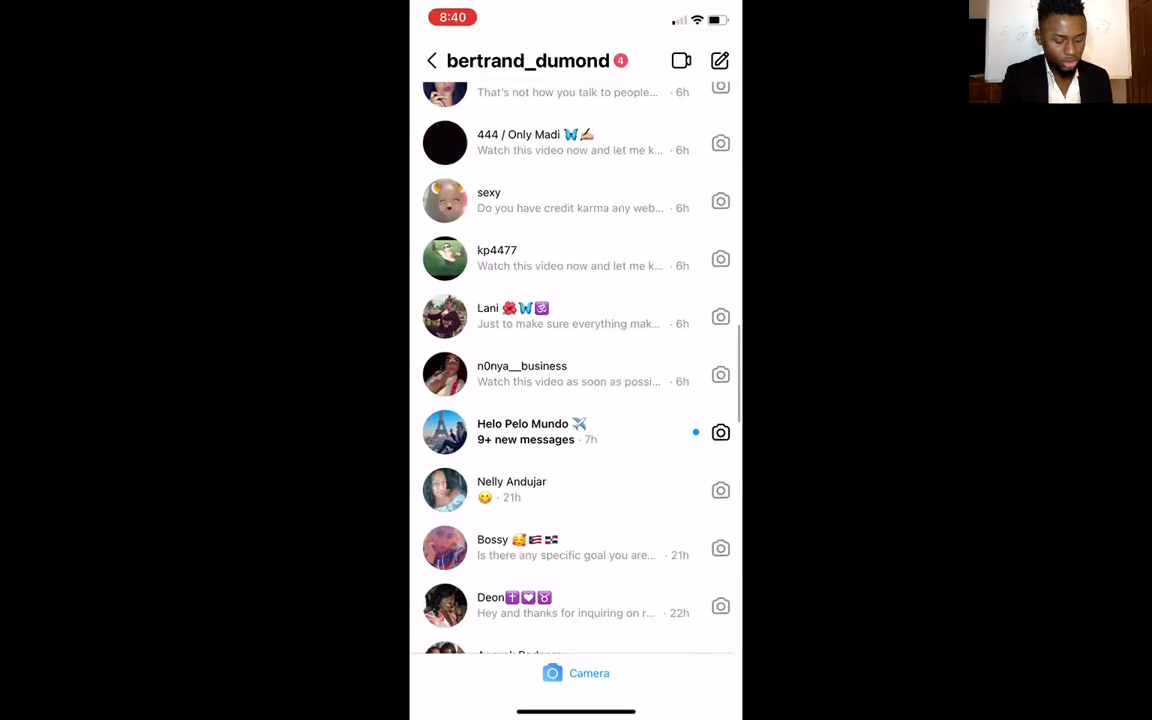 8:40
bertrand_dumond 4
That's not how you talk to people... · 6h
444 / Only Madi 🦋✍🏼
Watch this video now and let me k... · 6h
sexy
Do you have credit karma any web... · 6h
kp4477
Watch this video now and let me k... · 6h
Lani 🌺🦋🕉
Just to make sure everything mak... · 6h
n0nya__business
Watch this video as soon as possi... · 6h
Helo Pelo Mundo ✈️
9+ new messages · 7h
Nelly Andujar
😋 · 21h
Bossy 🥰🇵🇷🇩🇴
Is there any specific goal you are... · 21h
Deon✝️💟♉
Hey and thanks for inquiring on r... · 22h
Camera